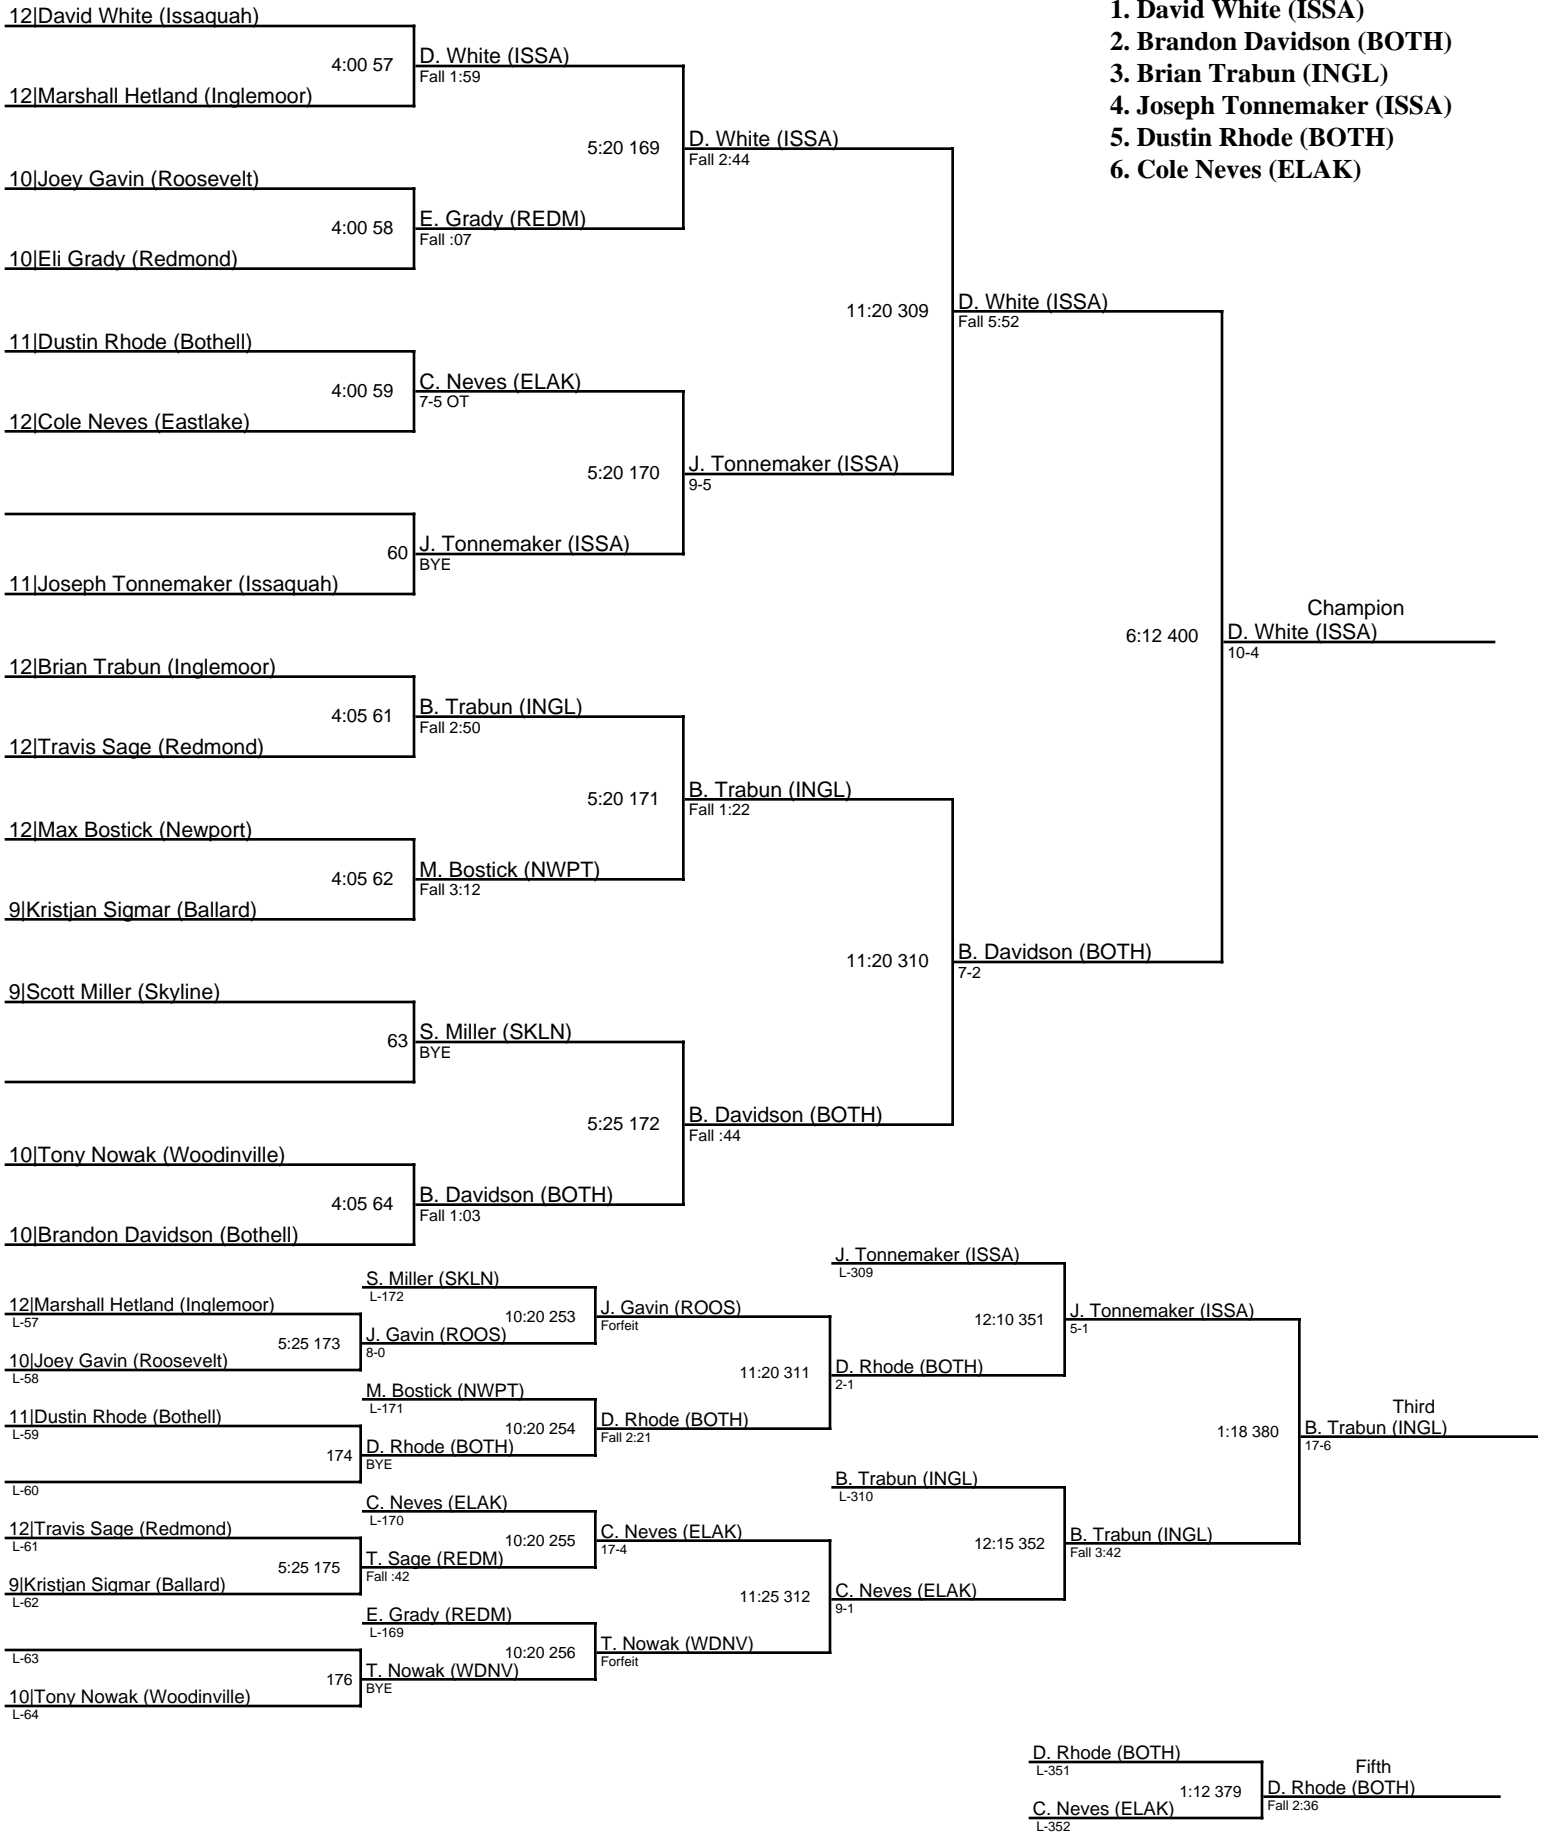 12|David White (Issaquah)
4:00 57
D. White (ISSA)
Fall 1:59
12|Marshall Hetland (Inglemoor)
5:20 169
D. White (ISSA)
Fall 2:44
10|Joey Gavin (Roosevelt)
4:00 58
E. Grady (REDM)
Fall :07
10|Eli Grady (Redmond)
11:20 309
D. White (ISSA)
Fall 5:52
11|Dustin Rhode (Bothell)
4:00 59
C. Neves (ELAK)
7-5 OT
12|Cole Neves (Eastlake)
5:20 170
J. Tonnemaker (ISSA)
9-5
60
J. Tonnemaker (ISSA)
BYE
11|Joseph Tonnemaker (Issaquah)
6:12 400
Champion
D. White (ISSA)
10-4
12|Brian Trabun (Inglemoor)
4:05 61
B. Trabun (INGL)
Fall 2:50
12|Travis Sage (Redmond)
5:20 171
B. Trabun (INGL)
Fall 1:22
12|Max Bostick (Newport)
4:05 62
M. Bostick (NWPT)
Fall 3:12
9|Kristjan Sigmar (Ballard)
11:20 310
B. Davidson (BOTH)
7-2
9|Scott Miller (Skyline)
63
S. Miller (SKLN)
BYE
5:25 172
B. Davidson (BOTH)
Fall :44
10|Tony Nowak (Woodinville)
4:05 64
B. Davidson (BOTH)
Fall 1:03
10|Brandon Davidson (Bothell)
1. David White (ISSA)
2. Brandon Davidson (BOTH)
3. Brian Trabun (INGL)
4. Joseph Tonnemaker (ISSA)
5. Dustin Rhode (BOTH)
6. Cole Neves (ELAK)
12|Marshall Hetland (Inglemoor)
L-57
5:25 173
10|Joey Gavin (Roosevelt)
L-58
11|Dustin Rhode (Bothell)
L-59
174
L-60
12|Travis Sage (Redmond)
L-61
5:25 175
9|Kristjan Sigmar (Ballard)
L-62
L-63
176
10|Tony Nowak (Woodinville)
L-64
S. Miller (SKLN)
L-172
10:20 253
J. Gavin (ROOS)
8-0
M. Bostick (NWPT)
L-171
10:20 254
D. Rhode (BOTH)
BYE
C. Neves (ELAK)
L-170
10:20 255
T. Sage (REDM)
Fall :42
E. Grady (REDM)
L-169
10:20 256
T. Nowak (WDNV)
BYE
J. Gavin (ROOS)
Forfeit
11:20 311
D. Rhode (BOTH)
Fall 2:21
C. Neves (ELAK)
17-4
11:25 312
T. Nowak (WDNV)
Forfeit
J. Tonnemaker (ISSA)
L-309
12:10 351
D. Rhode (BOTH)
2-1
B. Trabun (INGL)
L-310
12:15 352
C. Neves (ELAK)
9-1
J. Tonnemaker (ISSA)
5-1
1:18 380
B. Trabun (INGL)
Fall 3:42
Third
B. Trabun (INGL)
17-6
D. Rhode (BOTH)
L-351
1:12 379
C. Neves (ELAK)
L-352
Fifth
D. Rhode (BOTH)
Fall 2:36